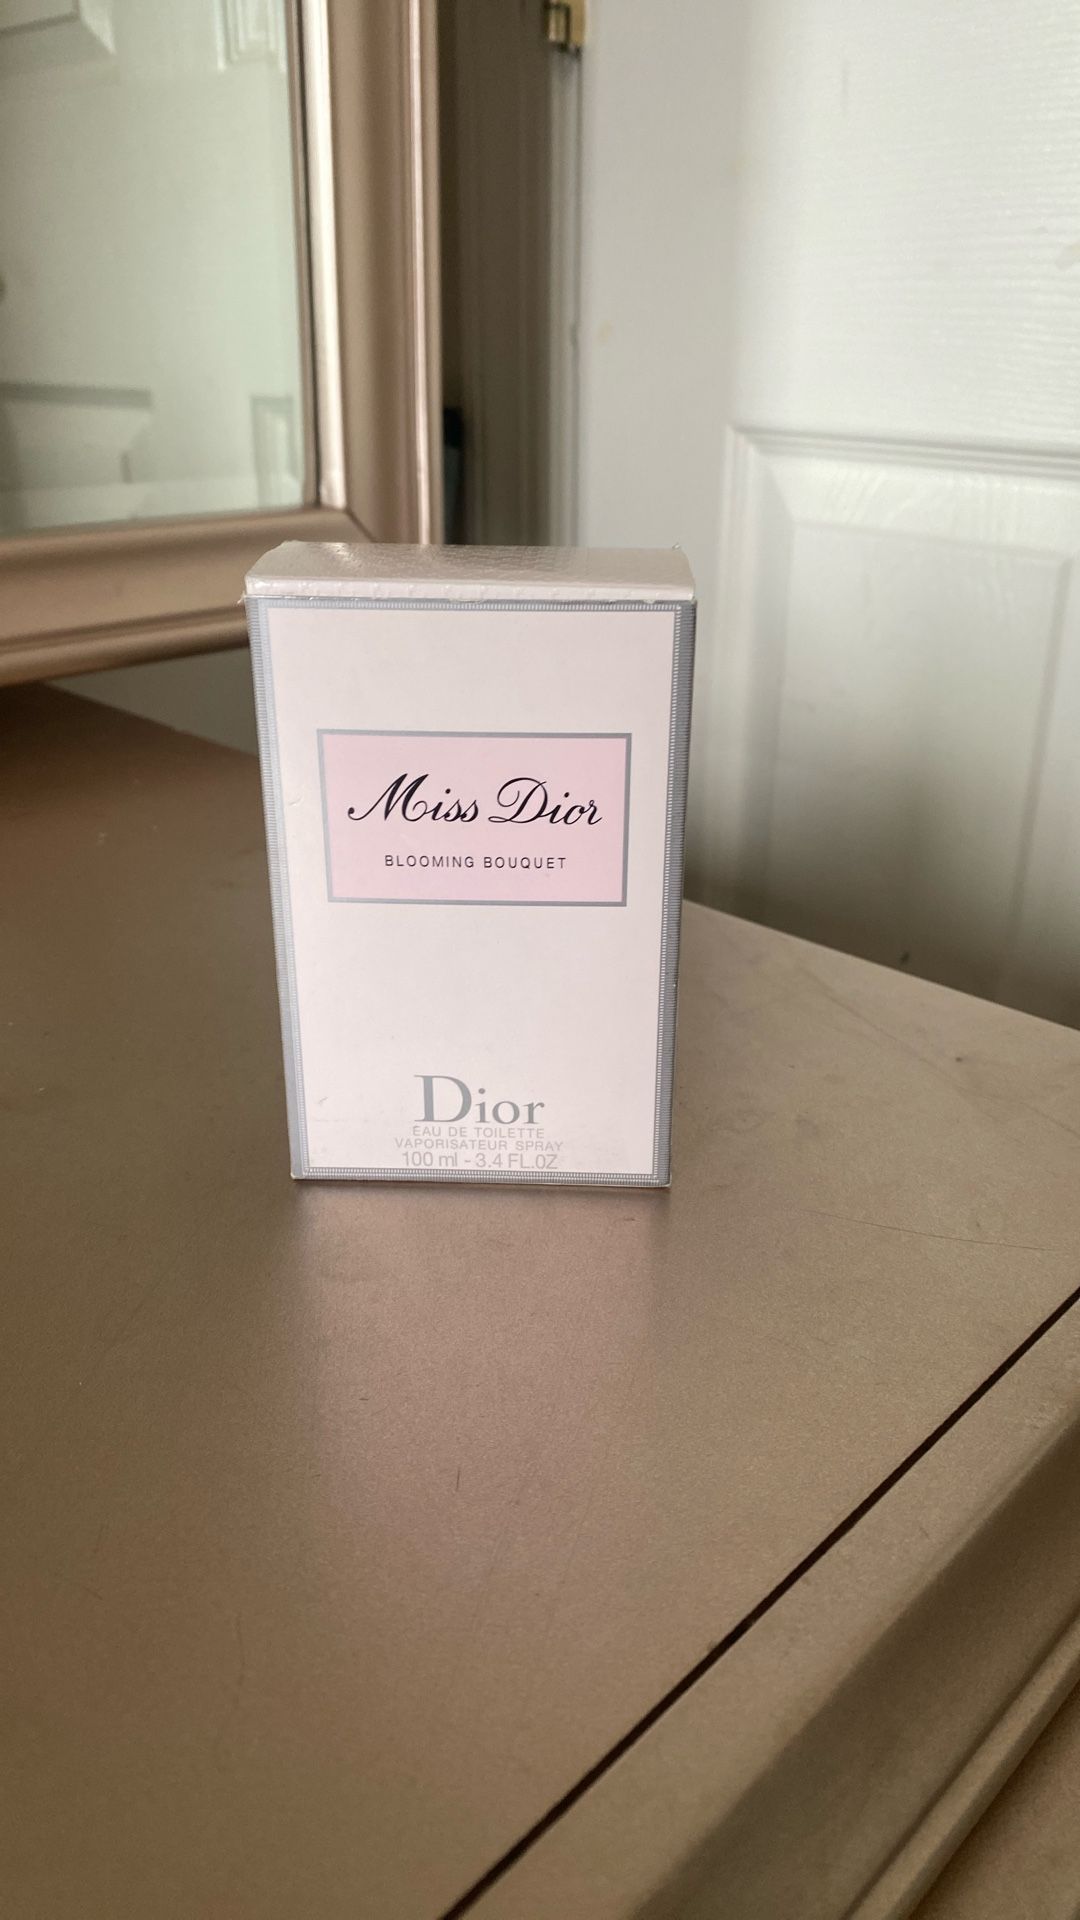 Miss Dior
BLOOMING BOUQUET
Dior
EAU DE TOILETTE
VAPORISATEUR SPRAY
100 ml - 3.4 FL.OZ